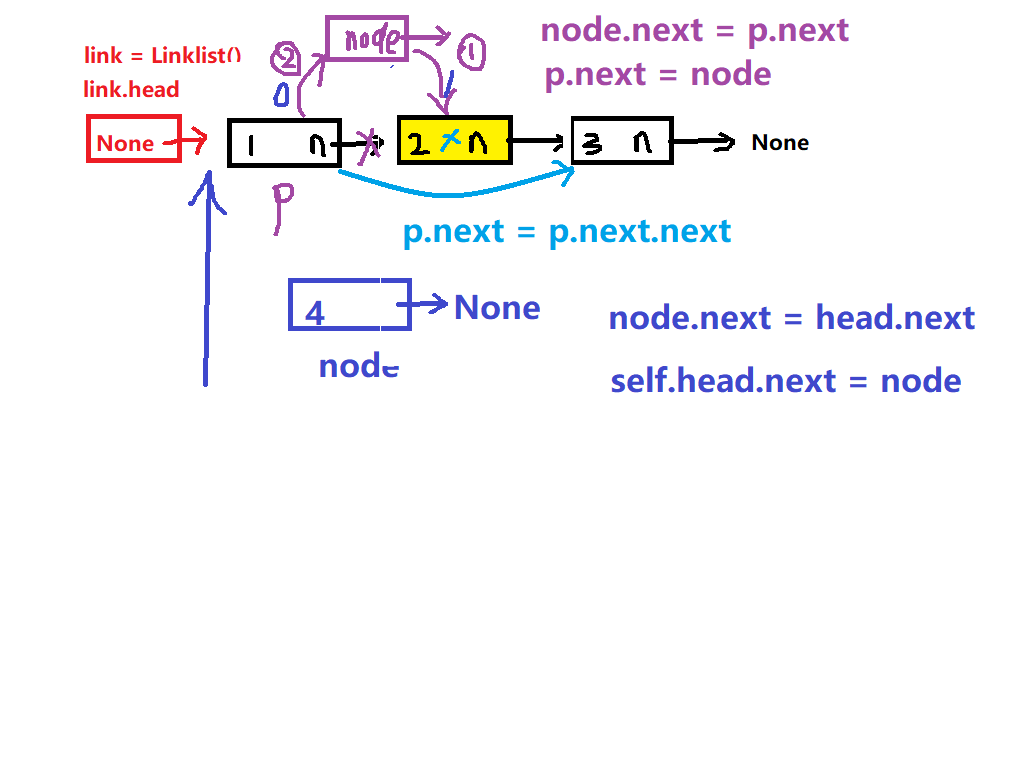 node
②
①
node.next = p.next
link = Linklist()
p.next = node
link.head
0
1
None
1 n
2 n
3 n
None
p
p.next = p.next.next
4
None
node.next = head.next
node
self.head.next = node